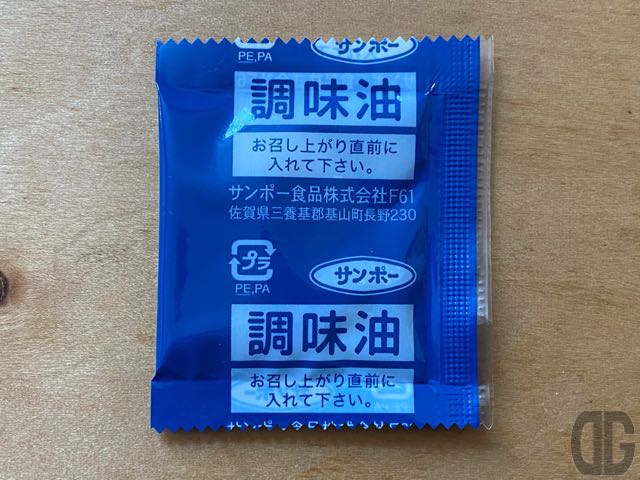 PE,PA
サンポー
調味油
お召し上がり直前に
入れて下さい。
サンポー食品株式会社F61
佐賀県三養基郡基山町長野230
プラ
サンポー
PE,PA
調味油
お召し上がり直前に
入れて下さい。
DG